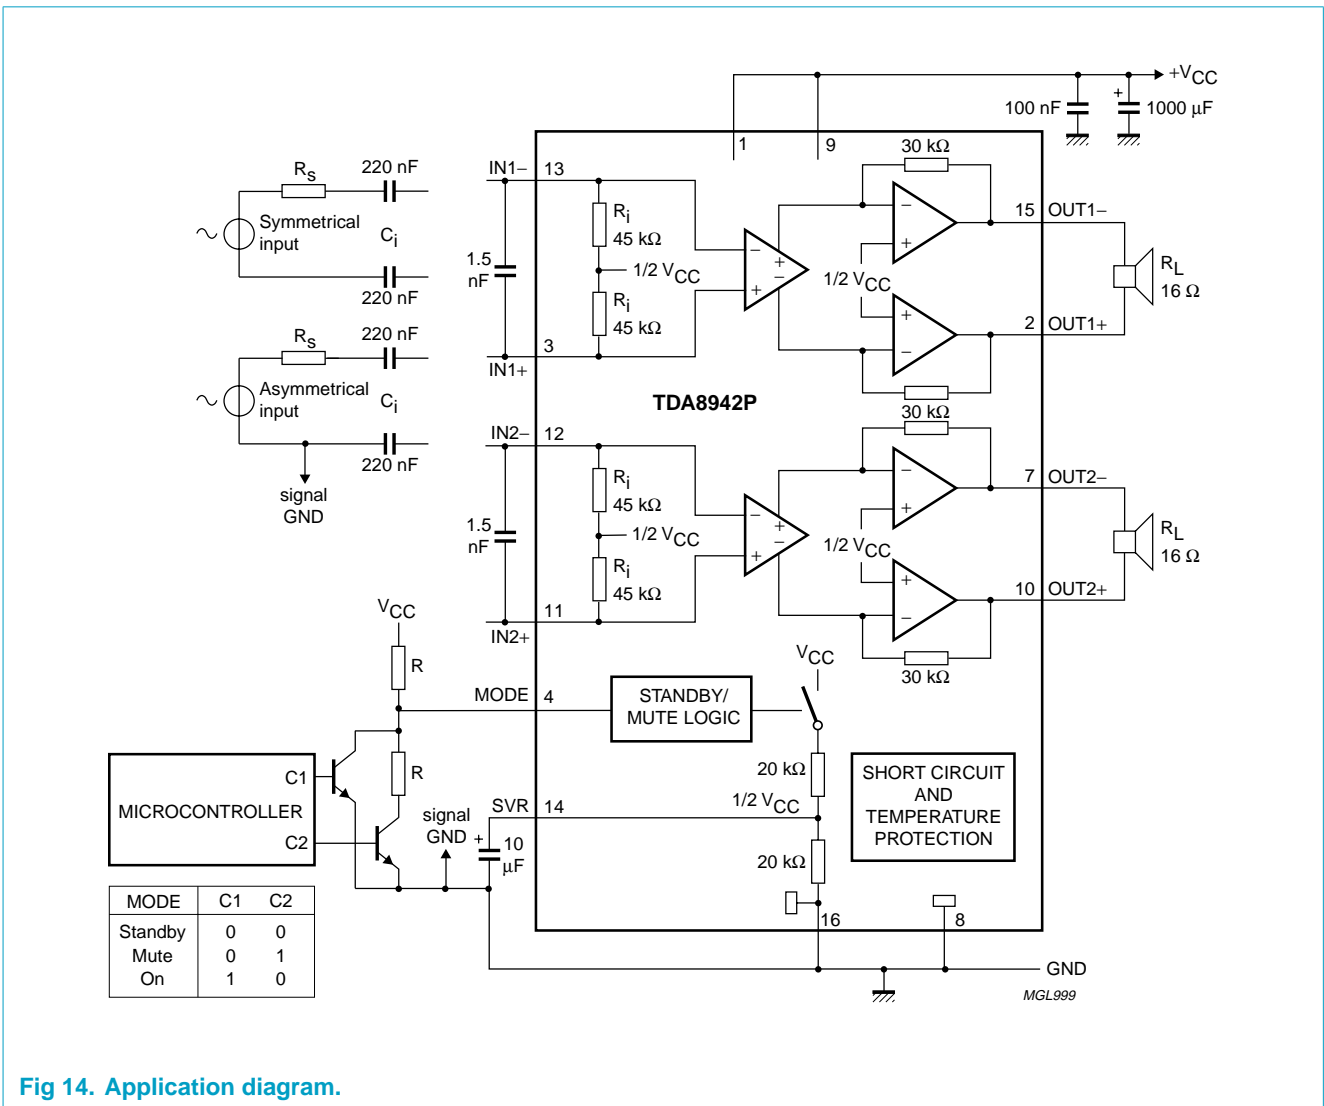 +VCC
100 nF
+
1000 µF
1
9
30 kΩ
RS
220 nF
IN1−
13
Symmetrical
input
Ci
220 nF
Ri
45 kΩ
1.5
nF
1/2 VCC
Ri
45 kΩ
−
+
−
+
−
+
1/2 VCC
+
−
15
OUT1−
RL
16 Ω
2
OUT1+
RS
220 nF
3
IN1+
Asymmetrical
input
Ci
220 nF
signal
GND
30 kΩ
TDA8942P
30 kΩ
IN2−
12
Ri
45 kΩ
1.5
nF
1/2 VCC
Ri
45 kΩ
−
+
−
+
−
+
1/2 VCC
+
−
7
OUT2−
RL
16 Ω
10
OUT2+
11
IN2+
30 kΩ
VCC
R
VCC
MODE
4
STANDBY/
MUTE LOGIC
MICROCONTROLLER
C1
C2
R
20 kΩ
SVR
14
1/2 VCC
signal
GND
+
10
µF
20 kΩ
SHORT CIRCUIT
AND
TEMPERATURE
PROTECTION
16
8
MODE C1 C2
Standby 0 0
Mute 0 1
On 1 0
GND
MGL999
Fig 14. Application diagram.